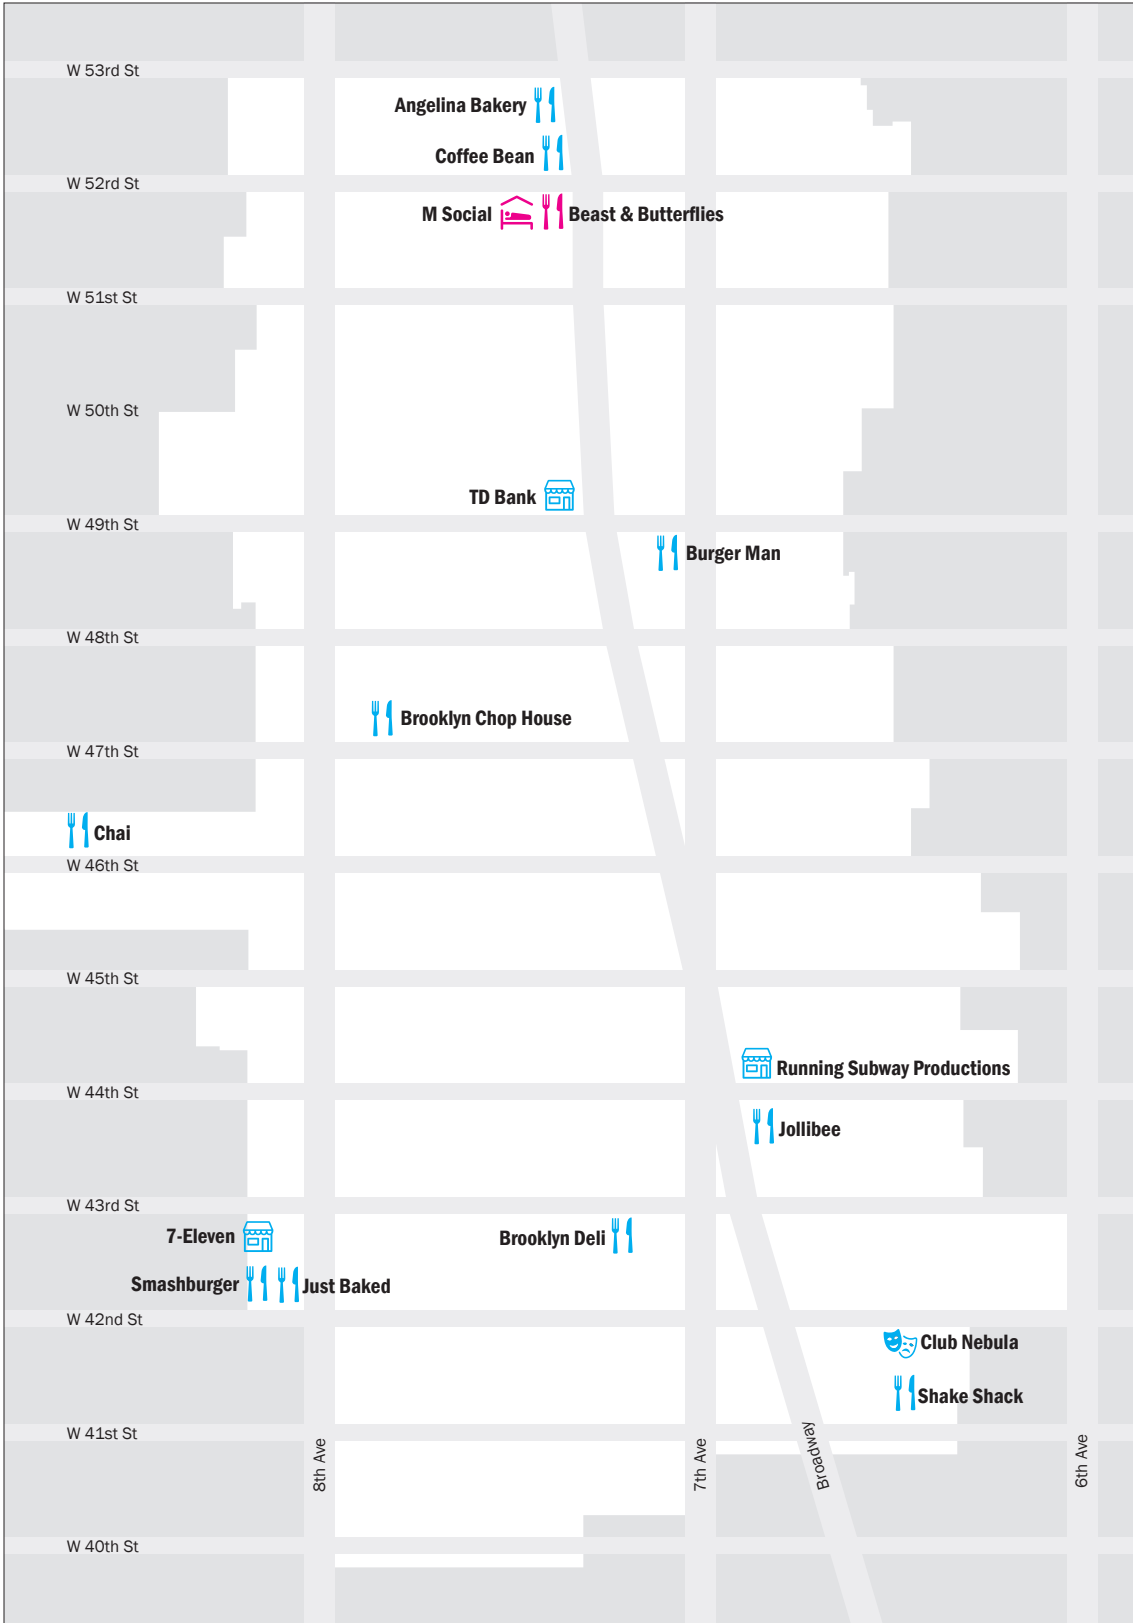 W 53rd St
Angelina Bakery
Coffee Bean
W 52rd St
M Social
Beast & Butterflies
W 51st St
W 50th St
TD Bank
W 49th St
Burger Man
W 48th St
Brooklyn Chop House
W 47th St
Chai
W 46th St
W 45th St
Running Subway Productions
W 44th St
Jollibee
W 43rd St
7-Eleven
Brooklyn Deli
Smashburger
Just Baked
W 42nd St
Club Nebula
Shake Shack
W 41st St
8th Ave
7th Ave
Broadway
6th Ave
W 40th St